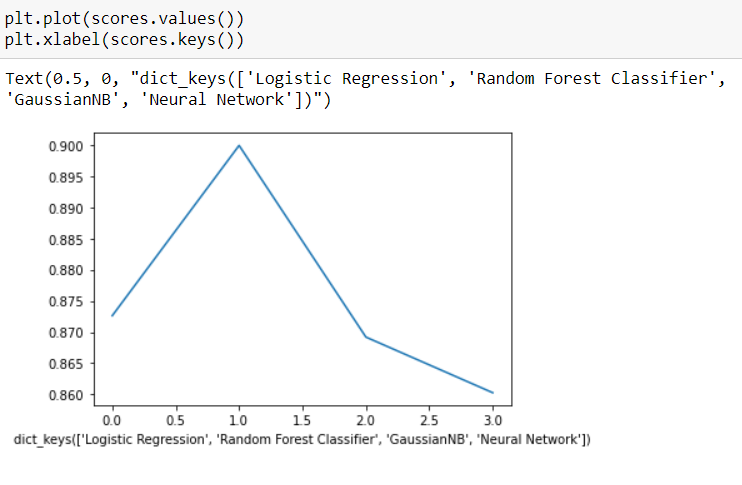 plt.plot(scores.values())
plt.xlabel(scores.keys())
Text(0.5, 0, "dict_keys(['Logistic Regression', 'Random Forest Classifier',
'GaussianNB', 'Neural Network'])")
0.900
0.895
0.890
0.885
0.880
0.875
0.870
0.865
0.860
0.0 0.5 1.0 1.5 2.0 2.5 3.0
dict_keys(['Logistic Regression', 'Random Forest Classifier', 'GaussianNB', 'Neural Network'])